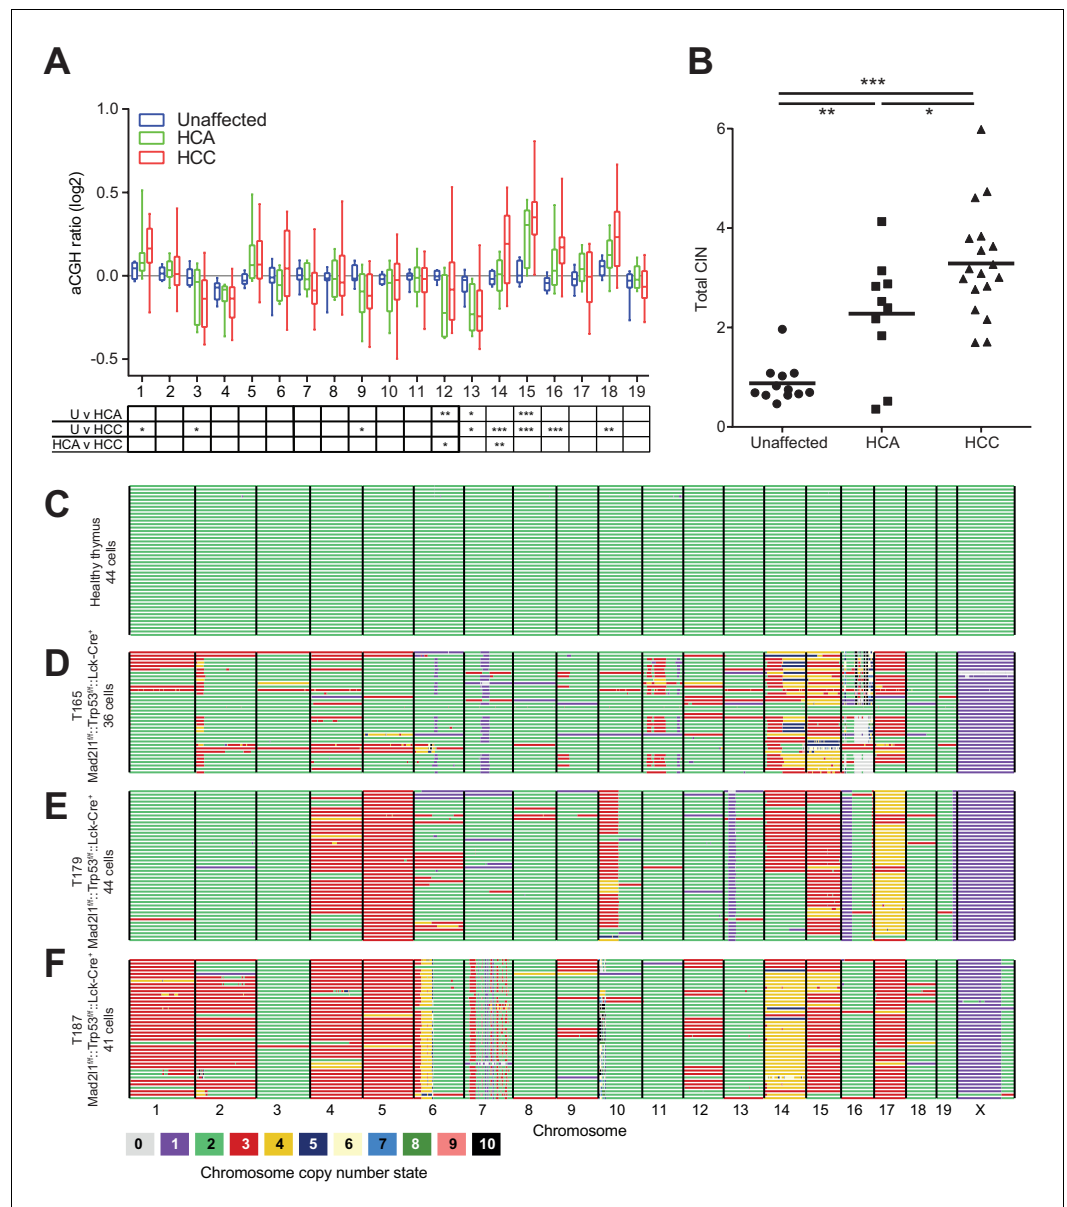 A
aCGH ratio (log2)
1.0
0.5
0.0
-0.5
Unaffected
HCA
HCC
1 2 3 4 5 6 7 8 9 10 11 12 13 14 15 16 17 18 19
U v HCA ** * ***
U v HCC * * * * *** *** *** **
HCA v HCC * **
B
***
** *
Total CIN
6
4
2
0
Unaffected HCA HCC
C
Healthy thymus
44 cells
D
T165
Mad2l1f/f::Trp53f/f::Lck-Cre+
36 cells
E
T179
Mad2l1f/f::Trp53f/f::Lck-Cre+
44 cells
F
T187
Mad2l1f/f::Trp53f/f::Lck-Cre+
41 cells
1 2 3 4 5 6 7 8 9 10 11 12 13 14 15 16 17 18 19 X
Chromosome
0 1 2 3 4 5 6 7 8 9 10
Chromosome copy number state